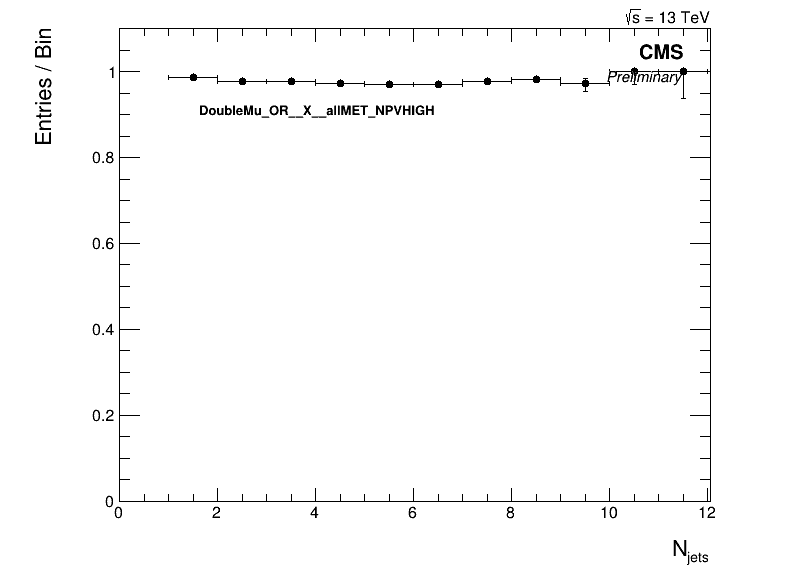 √s = 13 TeV
CMS
Preliminary
DoubleMu_OR__X__allMET_NPVHIGH
Entries / Bin
1
0.8
0.6
0.4
0.2
0
0 2 4 6 8 10 12
Njets